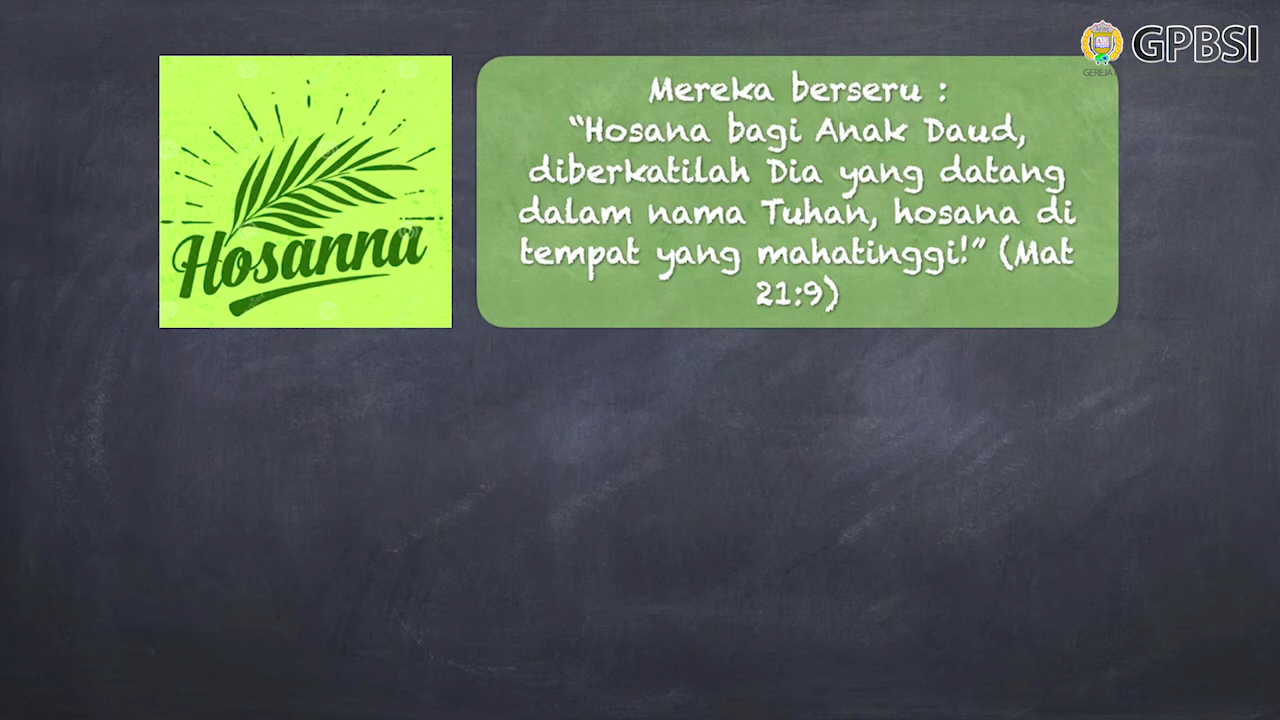 GPBSI
GEREJA
Hosanna
Mereka berseru :
“Hosana bagi Anak Daud,
diberkatilah Dia yang datang
dalam nama Tuhan, hosana di
tempat yang mahatinggi!” (Mat
21:9)